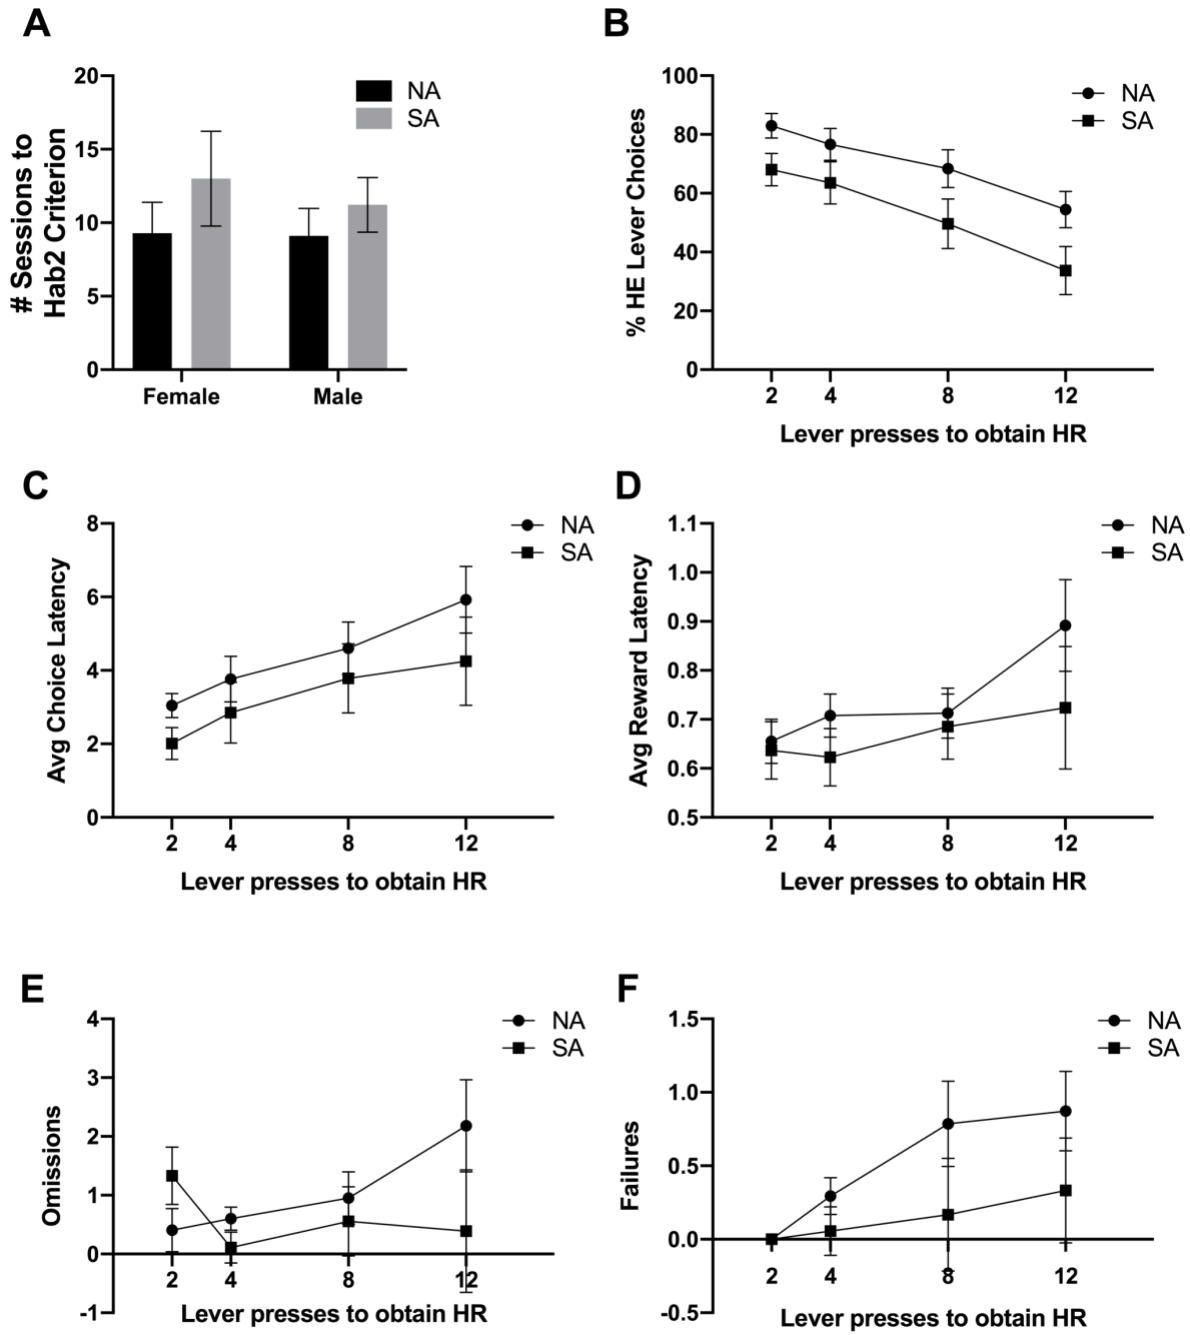 A
20
15
10
5
0
# Sessions to
Hab2 Criterion
NA
SA
Female
Male
B
100
80
60
40
20
0
% HE Lever Choices
NA
SA
2 4 8 12
Lever presses to obtain HR
C
8
6
4
2
0
Avg Choice Latency
NA
SA
2 4 8 12
Lever presses to obtain HR
D
1.1
1.0
0.9
0.8
0.7
0.6
0.5
Avg Reward Latency
NA
SA
2 4 8 12
Lever presses to obtain HR
E
4
3
2
1
0
-1
Omissions
NA
SA
2 4 8 12
Lever presses to obtain HR
F
1.5
1.0
0.5
0.0
-0.5
Failures
NA
SA
2 4 8 12
Lever presses to obtain HR